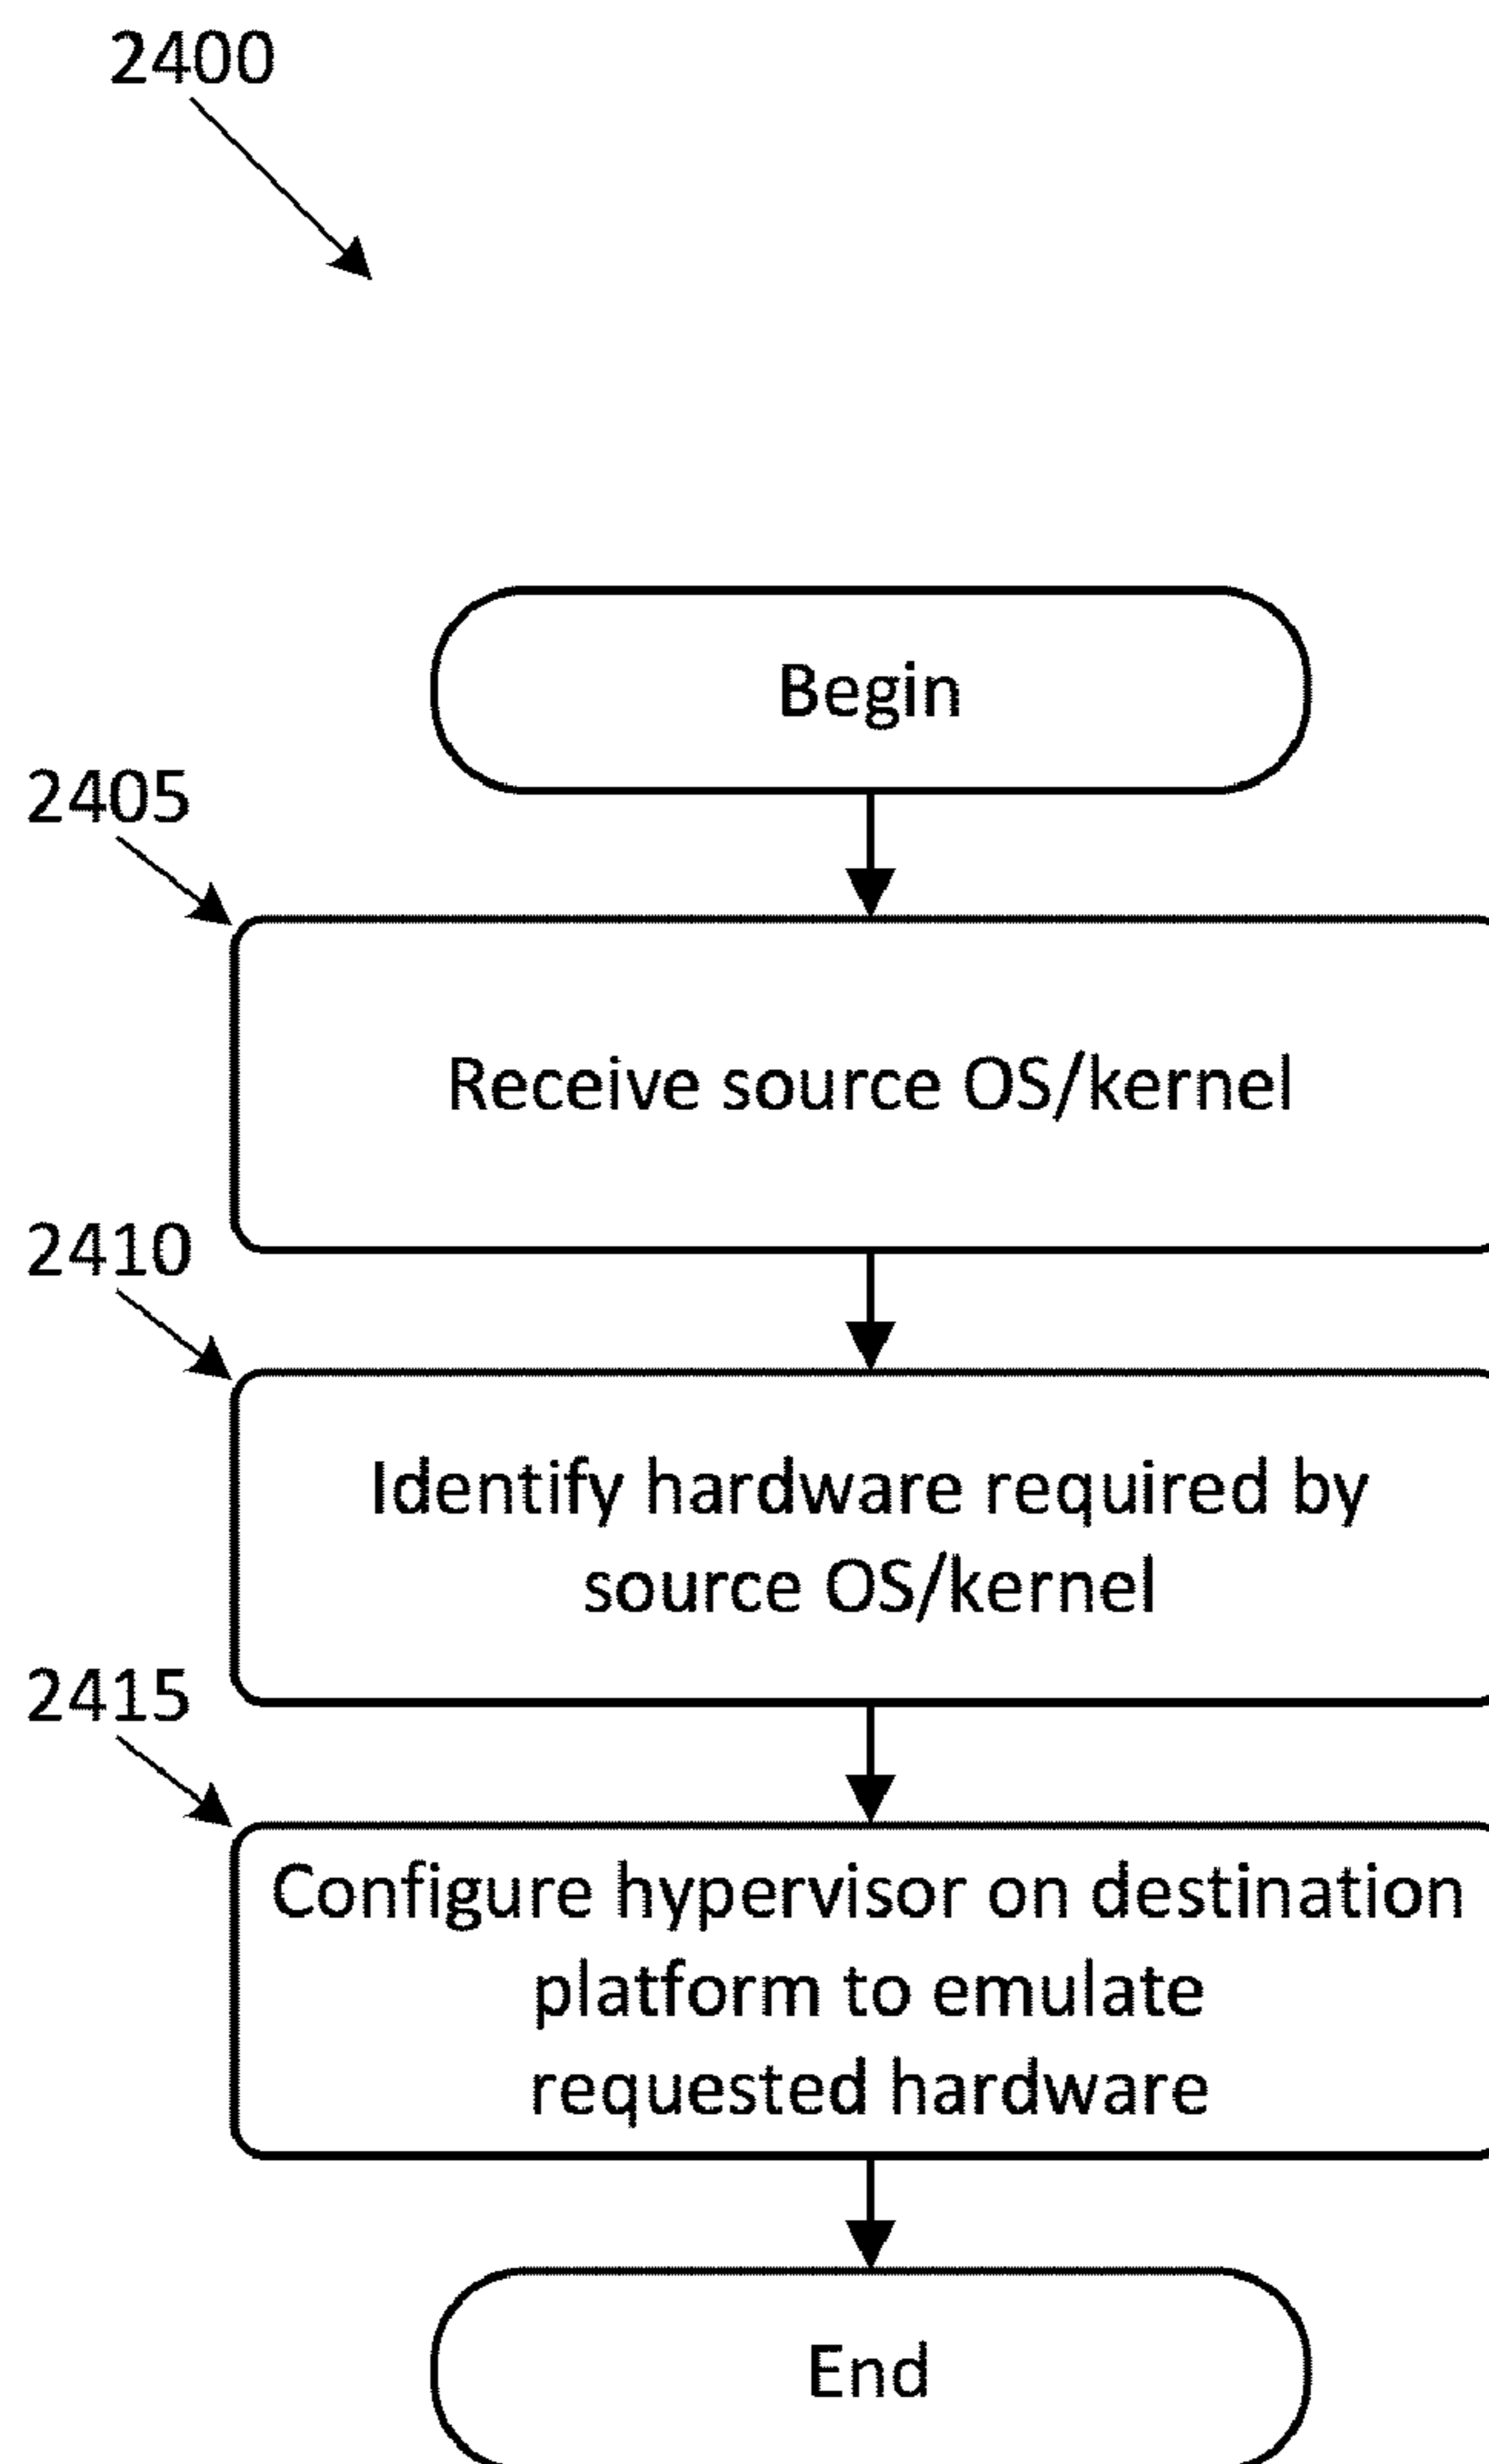 2400
Begin
2405
Receive source OS/kernel
2410
Identify hardware required by
source OS/kernel
2415
Configure hypervisor on destination
platform to emulate
requested hardware
End